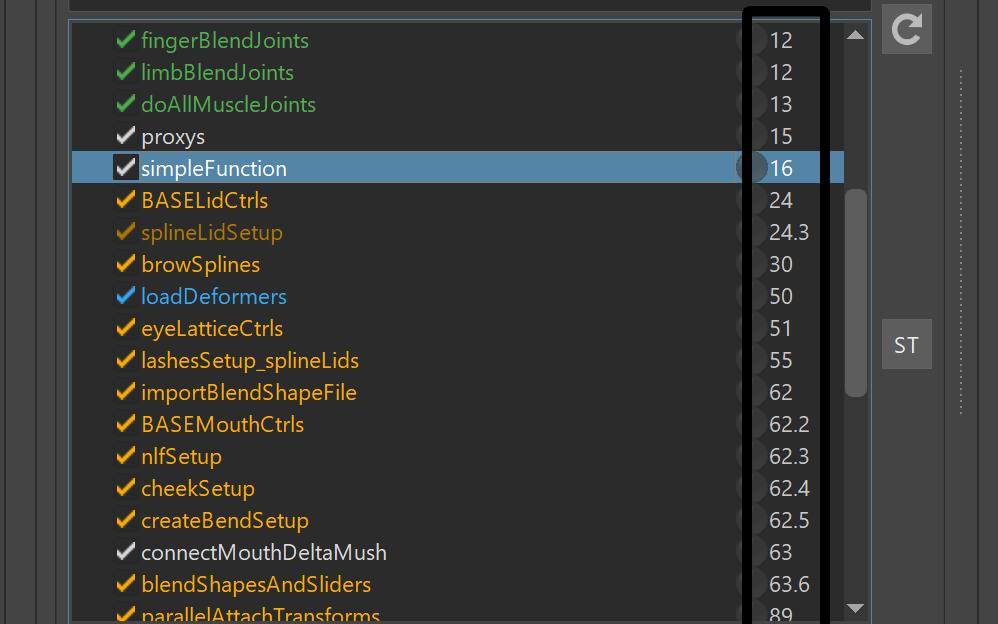 fingerBlendJoints 12
limbBlendJoints 12
doAllMuscleJoints 13
proxys 15
simpleFunction 16
BASELidCtrls 24
splineLidSetup 24.3
browSplines 30
loadDeformers 50
eyeLatticeCtrls 51
ST
lashesSetup_splineLids 55
importBlendShapeFile 62
BASEMouthCtrls 62.2
nlfSetup 62.3
cheekSetup 62.4
createBendSetup 62.5
connectMouthDeltaMush 63
blendShapesAndSliders 63.6
parallelAttachTransforms 89